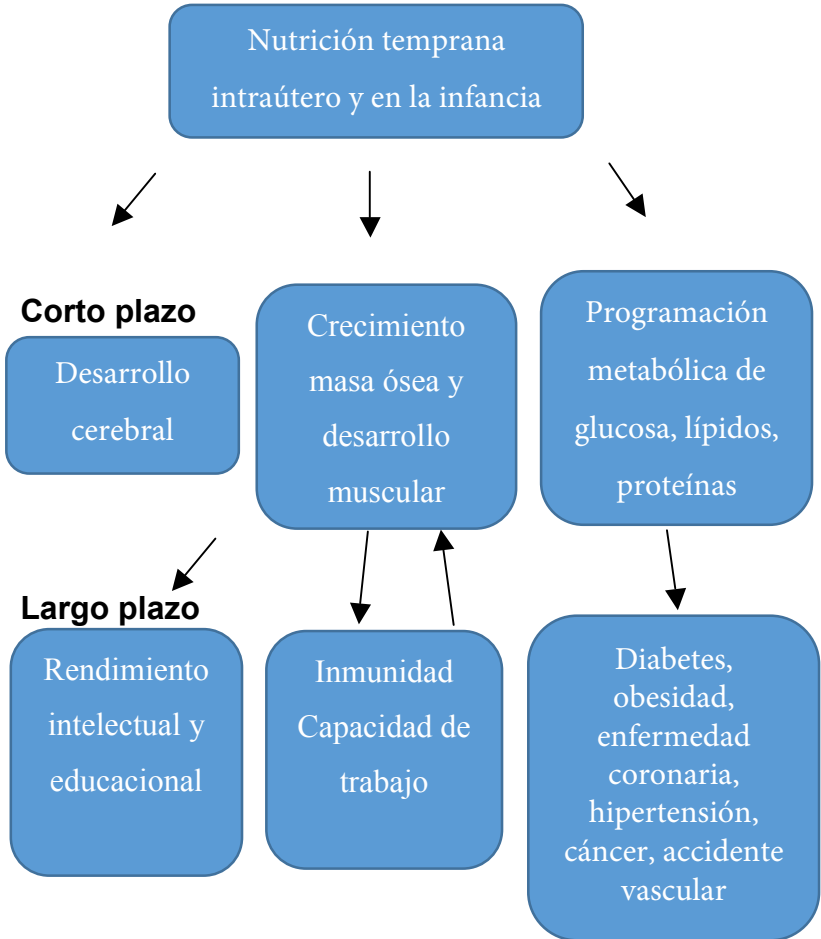 Nutrición temprana
intraútero y en la infancia
Corto plazo
Desarrollo
cerebral
Crecimiento
masa ósea y
desarrollo
muscular
Programación
metabólica de
glucosa, lípidos,
proteínas
Largo plazo
Rendimiento
intelectual y
educacional
Inmunidad
Capacidad de
trabajo
Diabetes,
obesidad,
enfermedad
coronaria,
hipertensión,
cáncer, accidente
vascular